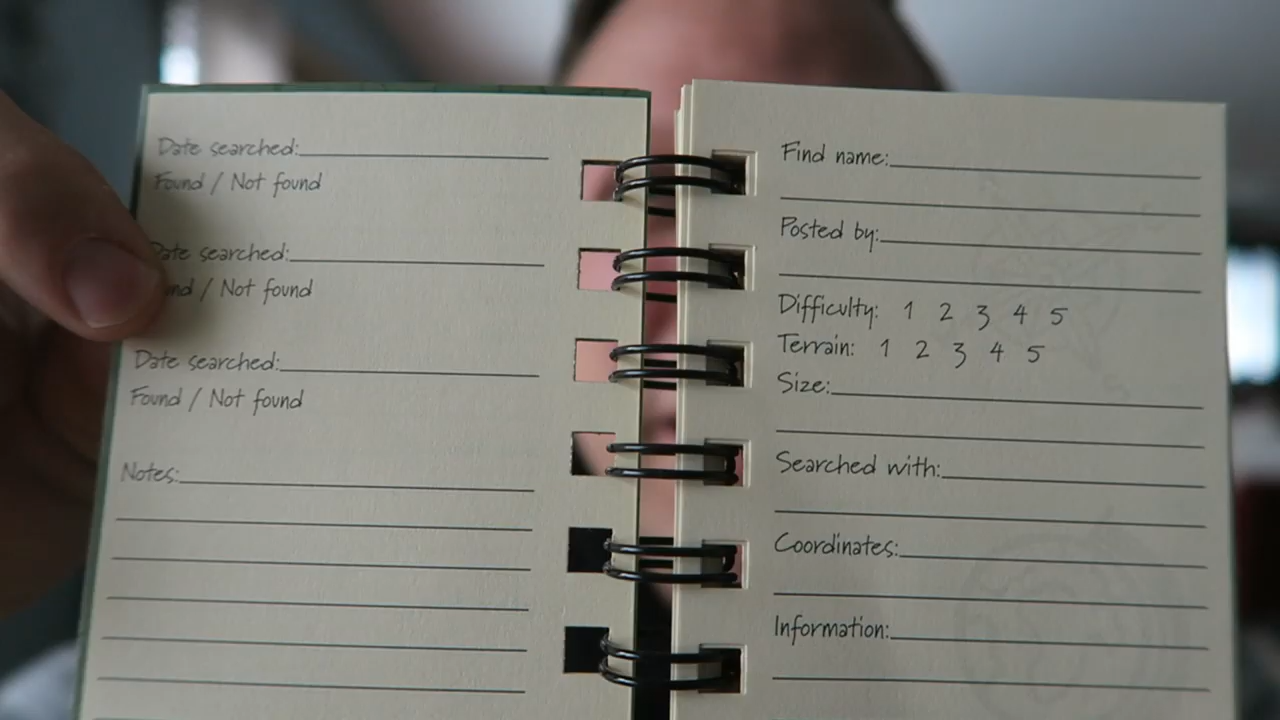 Date searched:
Found / Not found
Date searched:
Found / Not found
Date searched:
Found / Not found
Notes:
Find name:
Posted by:
Difficulty: 1 2 3 4 5
Terrain: 1 2 3 4 5
Size:
Searched with:
Coordinates:
Information: